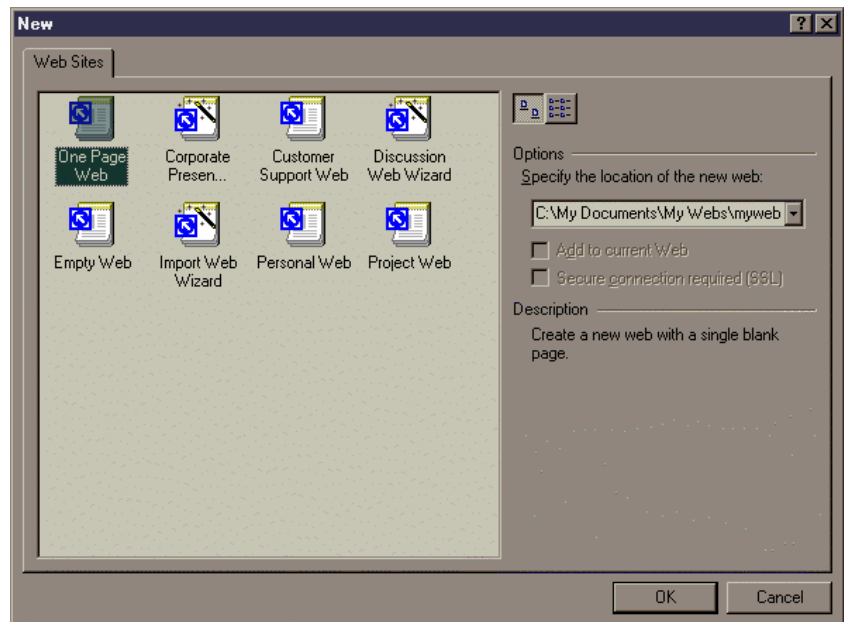 New
Web Sites
One Page
Web
Corporate
Presen...
Customer
Support Web
Discussion
Web Wizard
Empty Web
Import Web
Wizard
Personal Web
Project Web
Options
Specify the location of the new web:
C:\My Documents\My Webs\myweb
Add to current Web
Secure connection required (SSL)
Description
Create a new web with a single blank
page.
OK
Cancel